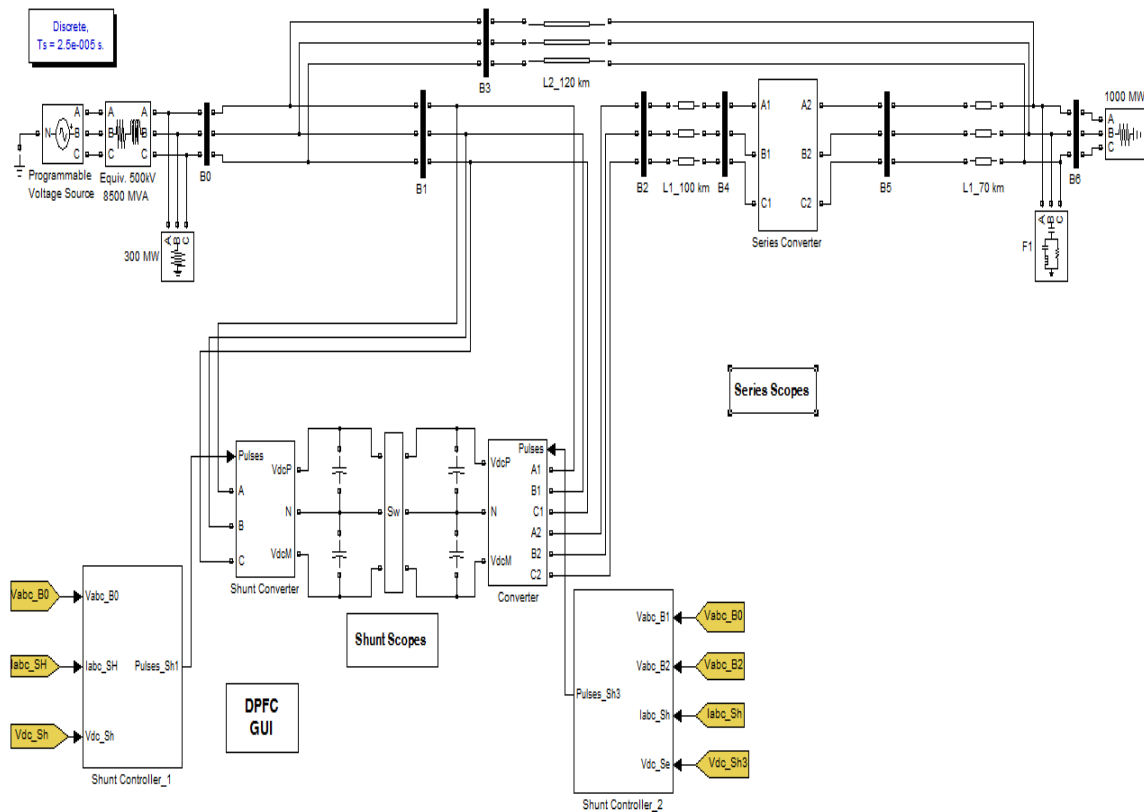 Discrete,
Ts = 2.5e-005 s.
B3
L2_120 km
N
A
B
C
A
B
C
A
B
C
Programmable
Voltage Source
Equiv. 500kV
8500 MVA
B0
B1
B2
L1_100 km
B4
A1
B1
C1
A2
B2
C2
Series Converter
B5
L1_70 km
B6
1000 MW
A
B
C
A
B
C
300 MW
A
B
C
F1
Series Scopes
Pulses
A
B
C
VdcP
N
VdcM
Shunt Converter
Sw
Pulses
VdcP
N
VdcM
A1
B1
C1
A2
B2
C2
Converter
Shunt Scopes
Vabc_B0
Iabc_SH
Vdc_Sh
Vabc_B0
Iabc_SH
Vdc_Sh
Pulses_Sh1
Shunt Controller_1
DPFC
GUI
Pulses_Sh3
Vabc_B1
Vabc_B2
Iabc_Sh
Vdc_Se
Vabc_B0
Vabc_B2
Iabc_Sh
Vdc_Sh3
Shunt Controller_2